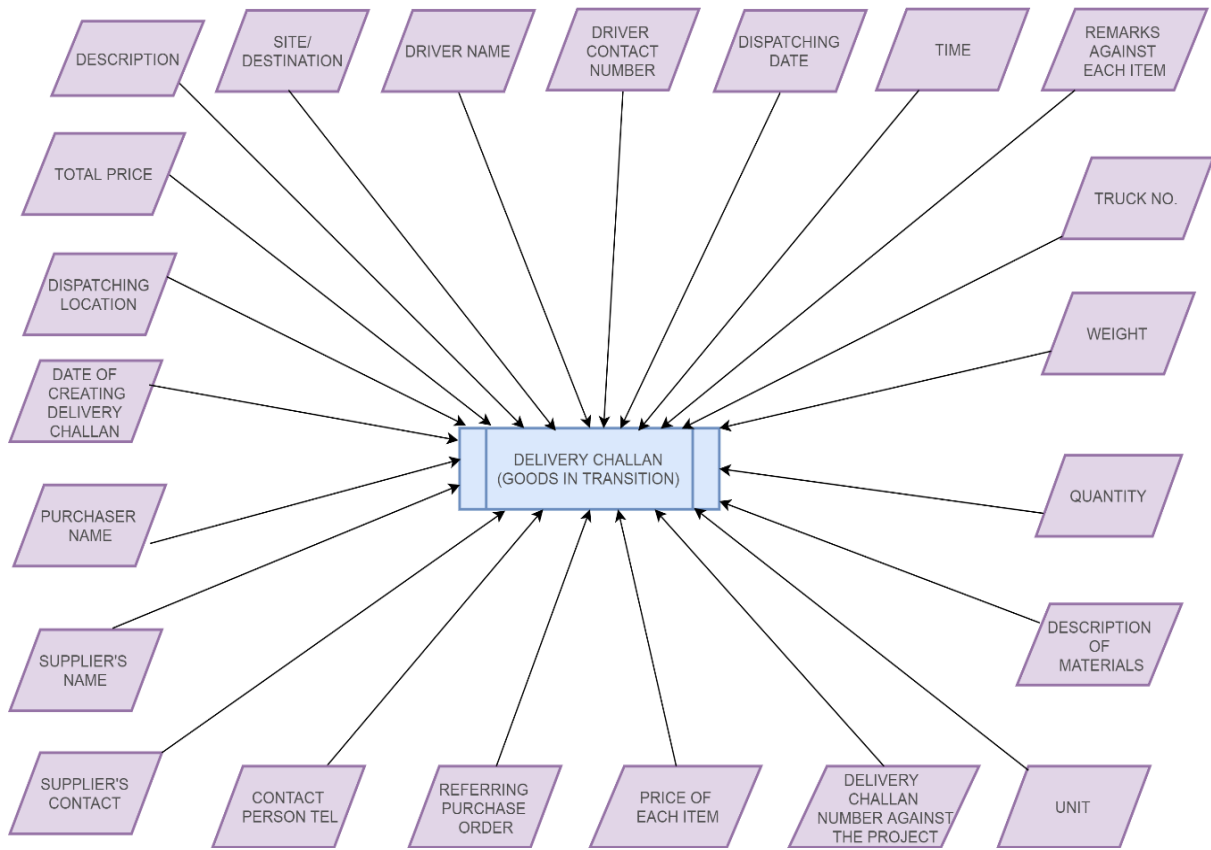 DESCRIPTION
SITE/
DESTINATION
DRIVER NAME
DRIVER
CONTACT
NUMBER
DISPATCHING
DATE
TIME
REMARKS
AGAINST
EACH ITEM
TOTAL PRICE
TRUCK NO.
DISPATCHING
LOCATION
WEIGHT
DATE OF
CREATING
DELIVERY
CHALLAN
DELIVERY CHALLAN
(GOODS IN TRANSITION)
PURCHASER
NAME
QUANTITY
SUPPLIER'S
NAME
DESCRIPTION
OF
MATERIALS
SUPPLIER'S
CONTACT
CONTACT
PERSON TEL
REFERRING
PURCHASE
ORDER
PRICE OF
EACH ITEM
DELIVERY
CHALLAN
NUMBER AGAINST
THE PROJECT
UNIT